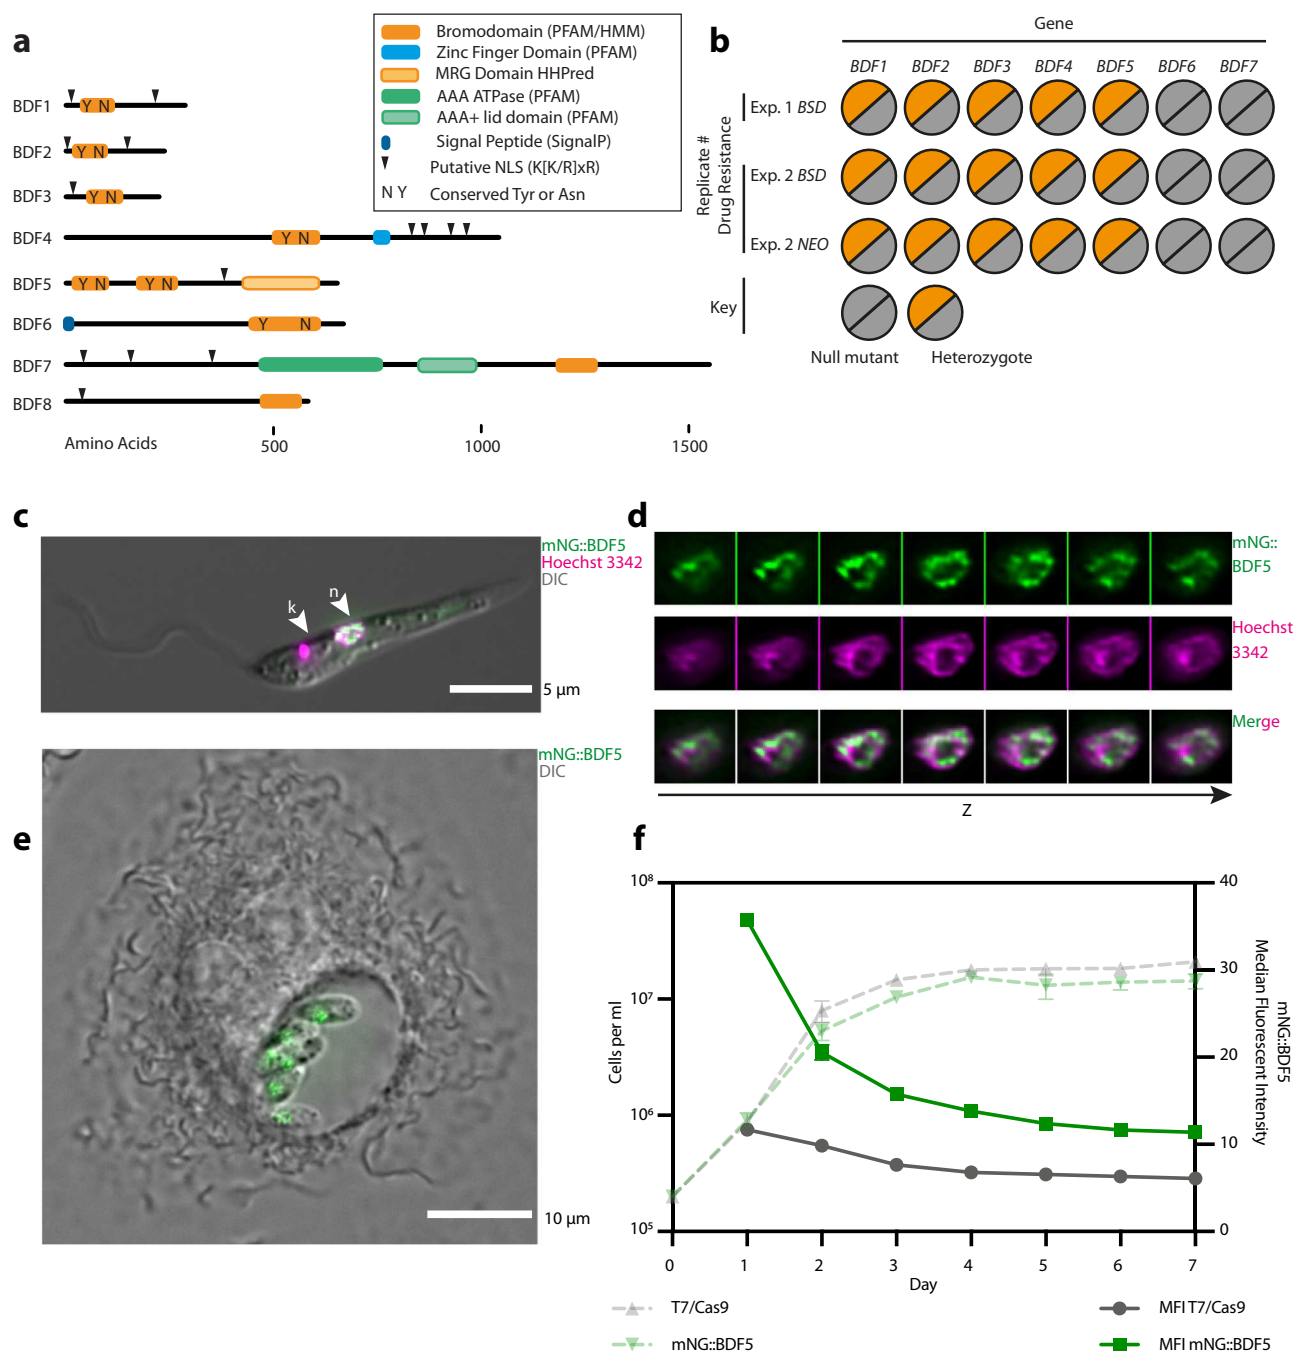 a
Bromodomain (PFAM/HMM)
Zinc Finger Domain (PFAM)
MRG Domain HHPred
AAA ATPase (PFAM)
AAA+ lid domain (PFAM)
Signal Peptide (SignalP)
Putative NLS (K[K/R]xR)
N Y Conserved Tyr or Asn
BDF1 Y N
BDF2 Y N
BDF3 Y N
BDF4 Y N
BDF5 Y N Y N
BDF6 Y N
BDF7
BDF8
Amino Acids 500 1000 1500
b
Gene
BDF1 BDF2 BDF3 BDF4 BDF5 BDF6 BDF7
Replicate #
Drug Resistance
Exp. 1 BSD
Exp. 2 BSD
Exp. 2 NEO
Key
Null mutant Heterozygote
c
mNG::BDF5
Hoechst 3342
DIC
k n
5 µm
d
mNG::
BDF5
Hoechst
3342
Merge
Z
e
mNG::BDF5
DIC
10 µm
f
Cells per ml
10⁸
10⁷
10⁶
10⁵
40
30
20
10
0
mNG::BDF5
Median Fluorescent Intensity
0 1 2 3 4 5 6 7
Day
T7/Cas9 MFI T7/Cas9
mNG::BDF5 MFI mNG::BDF5